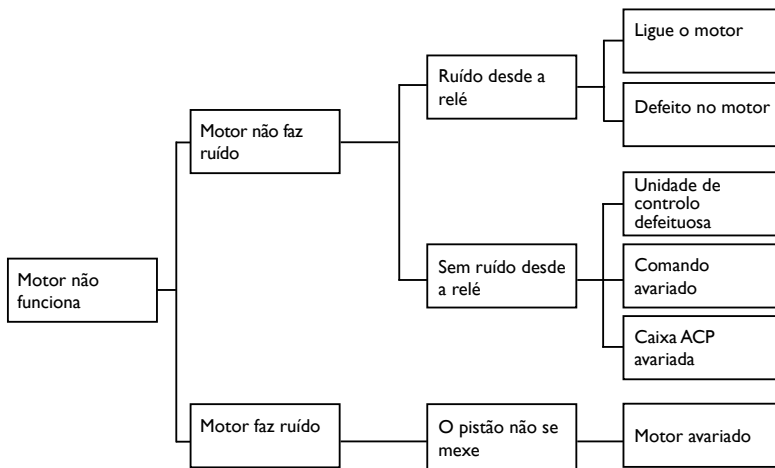 Motor não
funciona
Motor não faz
ruído
Ruído desde a
relé
Ligue o motor
Defeito no motor
Sem ruído desde
a relé
Unidade de
controlo
defeituosa
Comando
avariado
Caixa ACP
avariada
Motor faz ruído
O pistão não se
mexe
Motor avariado